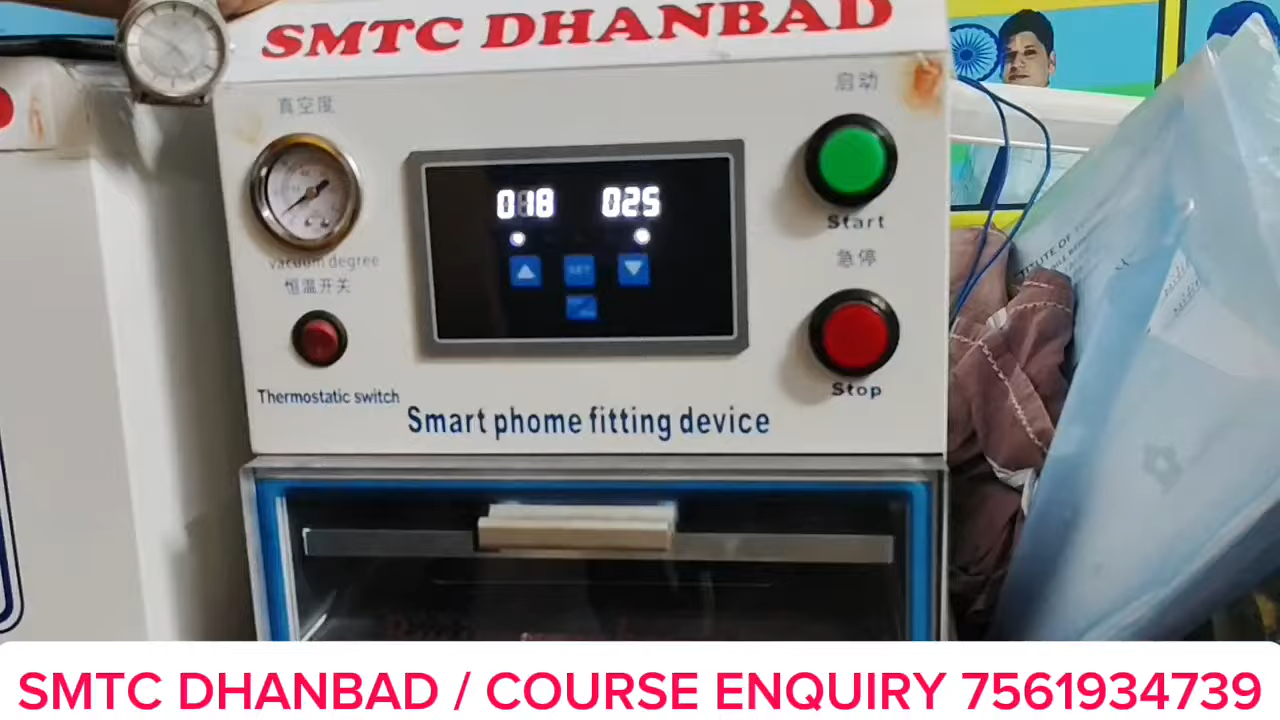 SMTC DHANBAD
真空度
启动
018 025
SET
vacuum degree
Start
恒温开关
急停
Thermostatic switch
Stop
Smart phome fitting device
SMTC DHANBAD / COURSE ENQUIRY 7561934739